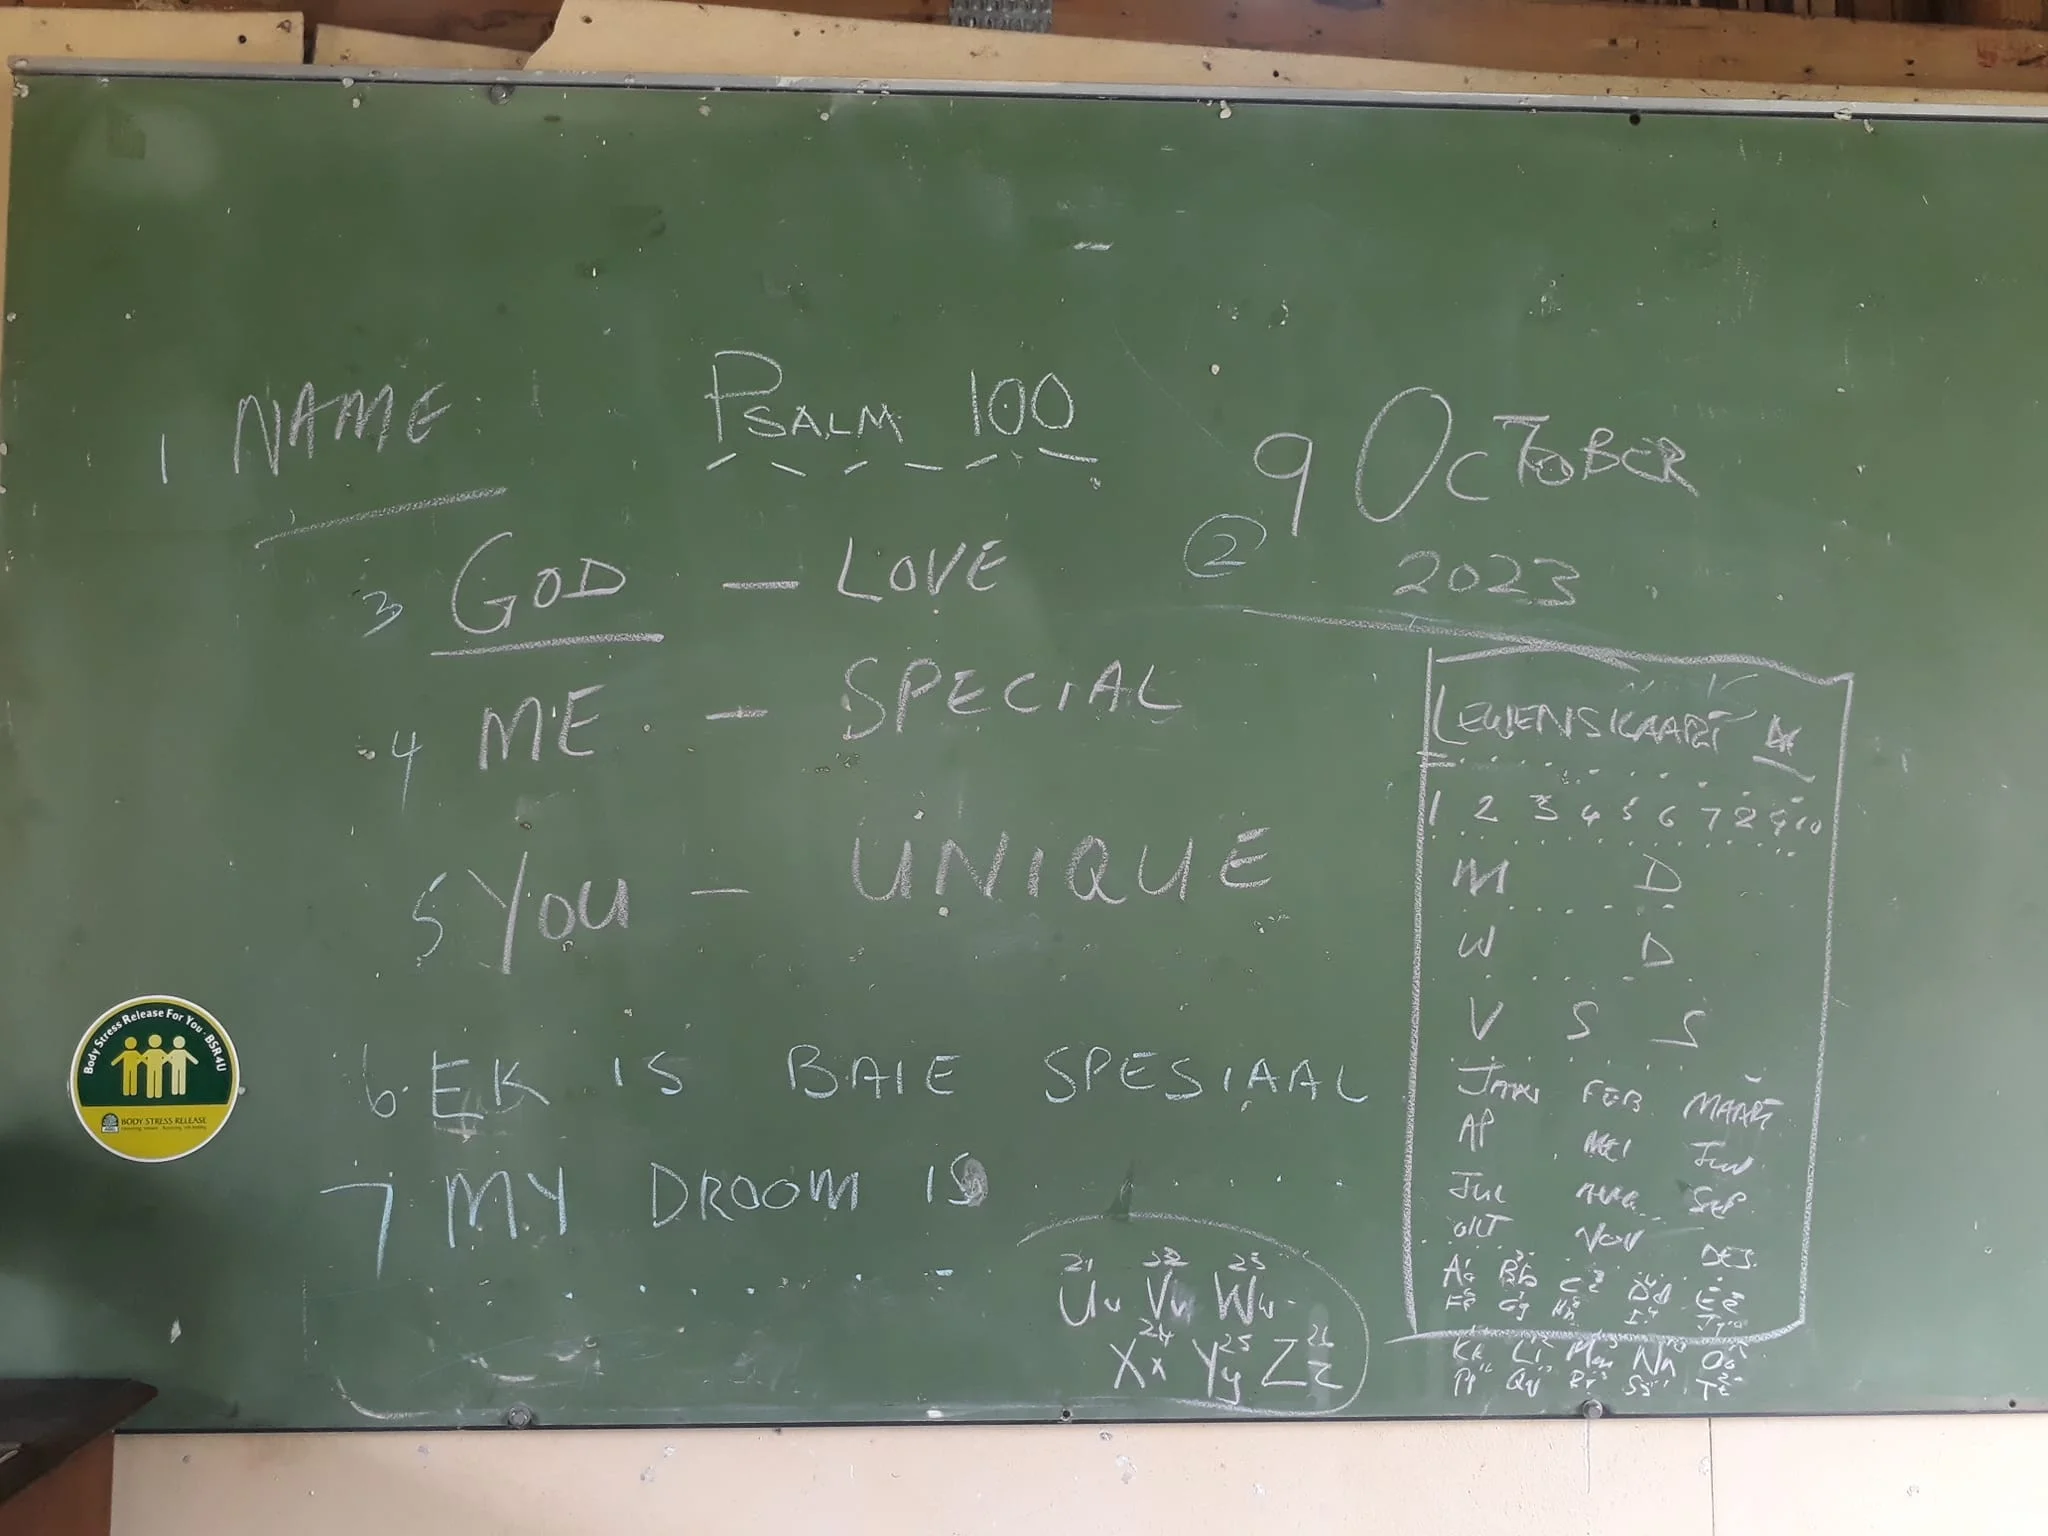 1 NAME
PSALM 100
9 OCTOBER
② 2023
3 GOD — LOVE
4 ME — SPECIAL
5 YOU — UNIQUE
6. EK IS BAIE SPESIAAL
7 MY DROOM IS
LEWENSKAART
1 2 3 4 5 6 7 8 9 10
M D
W D
V S S
JAN FEB MAART
AP MEI JUN
JUL AUG SEP
OKT NOV DES.
Aa Bb Cc Dd Ee
Ff Gg Hh
Kk Ll Mm Nn Oo
Pp Qq Rr Ss Tt
21 22 23
Uu Vv Ww
24 25 26
Xx Yy Zz
Body Stress Release For You - BSR4U
BODY STRESS RELEASE